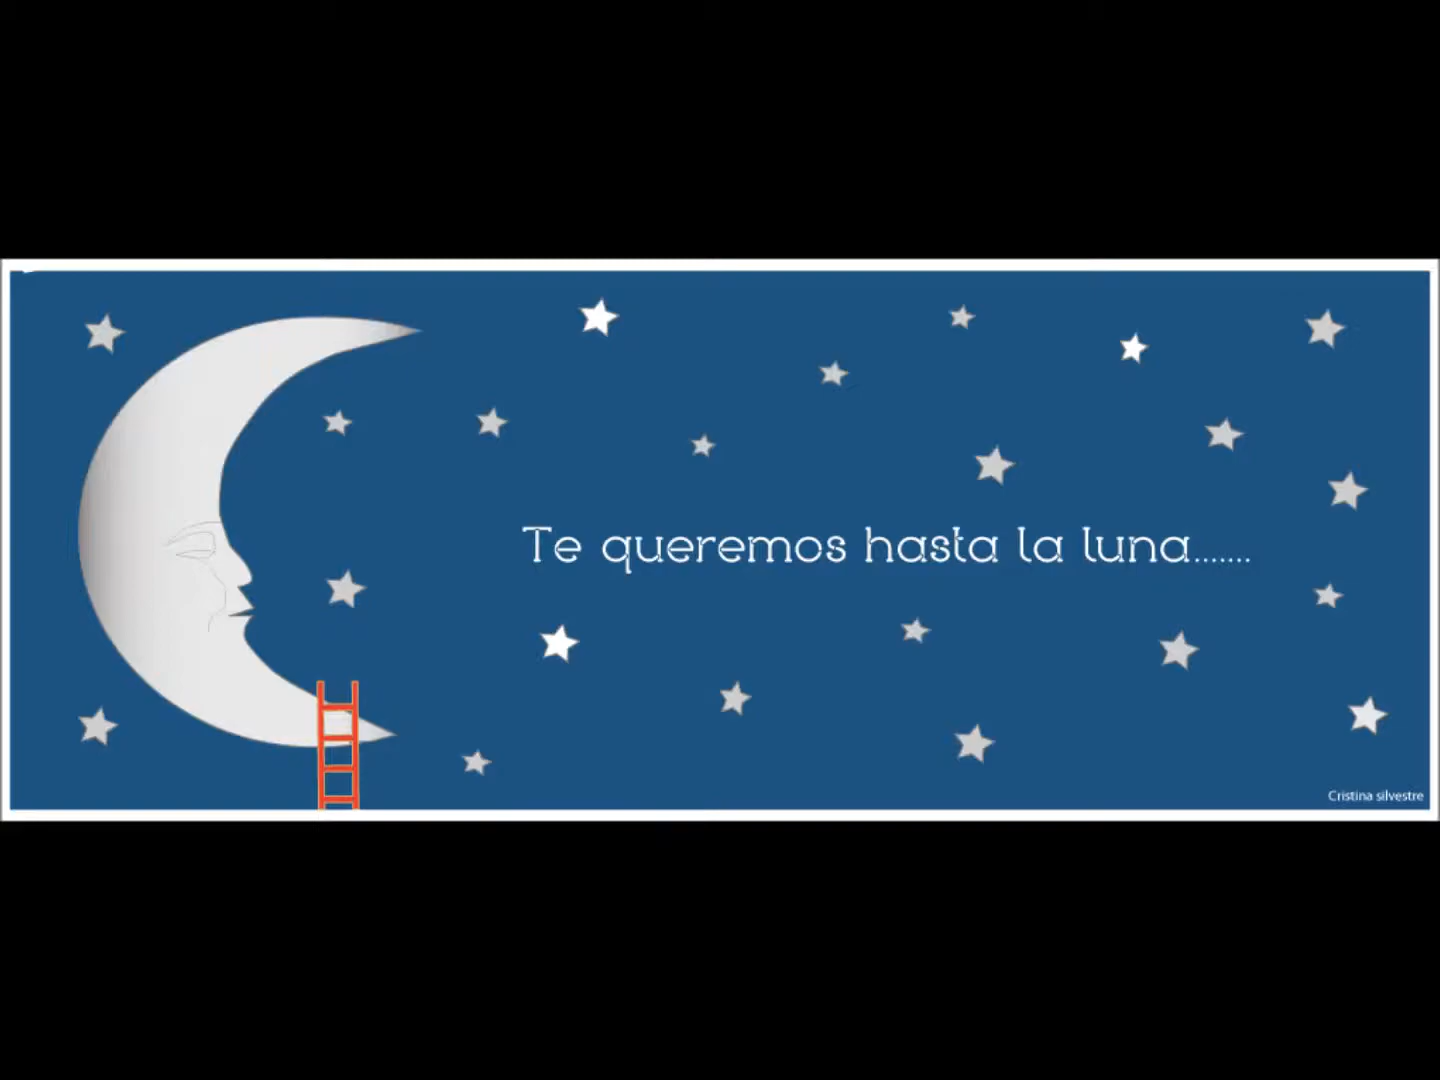 Te queremos hasta la luna.......
Cristina silvestre